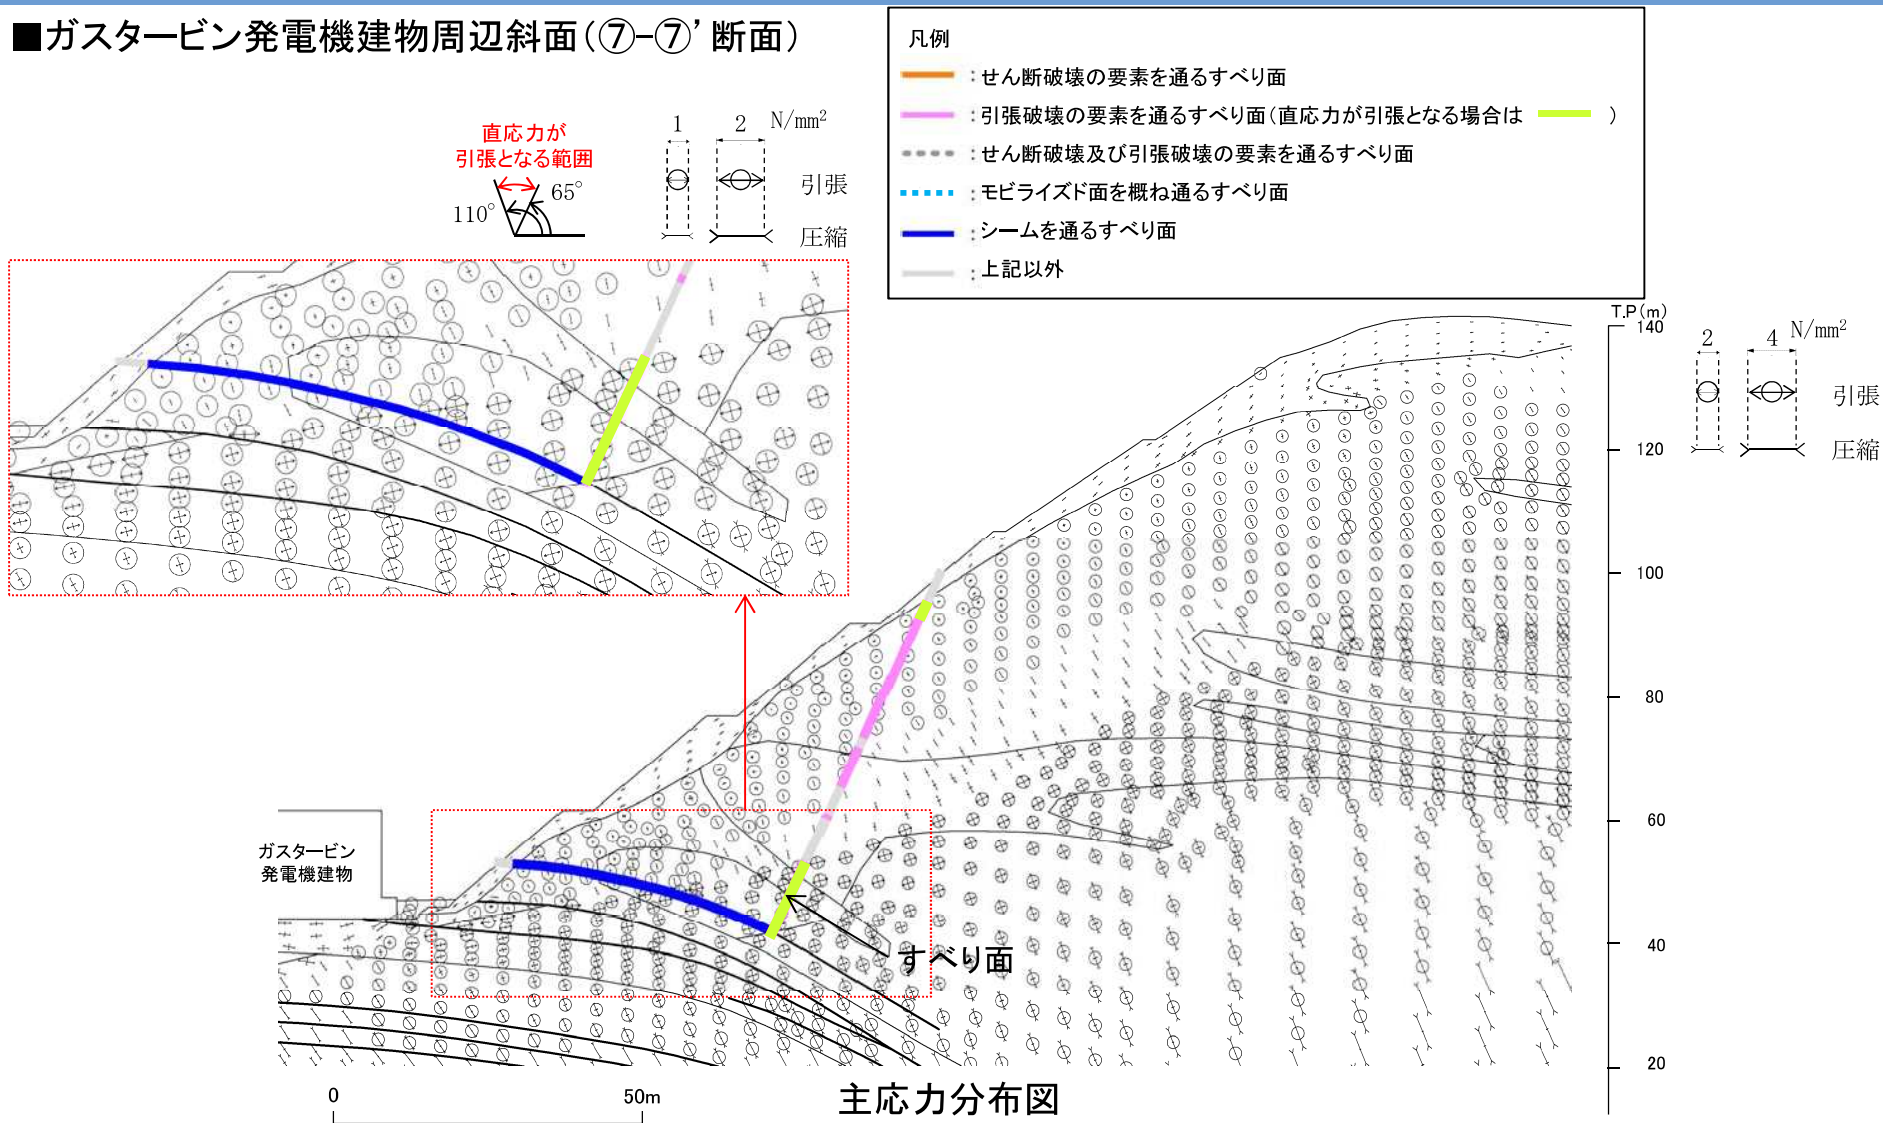 ■ガスタービン発電機建物周辺斜面(⑦-⑦’断面)
凡例
:せん断破壊の要素を通るすべり面
:引張破壊の要素を通るすべり面(直応力が引張となる場合は )
:せん断破壊及び引張破壊の要素を通るすべり面
:モビライズド面を概ね通るすべり面
:シームを通るすべり面
:上記以外
直応力が
引張となる範囲
110°
65°
1 2 N/mm²
引張
圧縮
T.P(m)
140
120
100
80
60
40
20
2 4 N/mm²
引張
圧縮
ガスタービン
発電機建物
すべり面
0 50m
主応力分布図